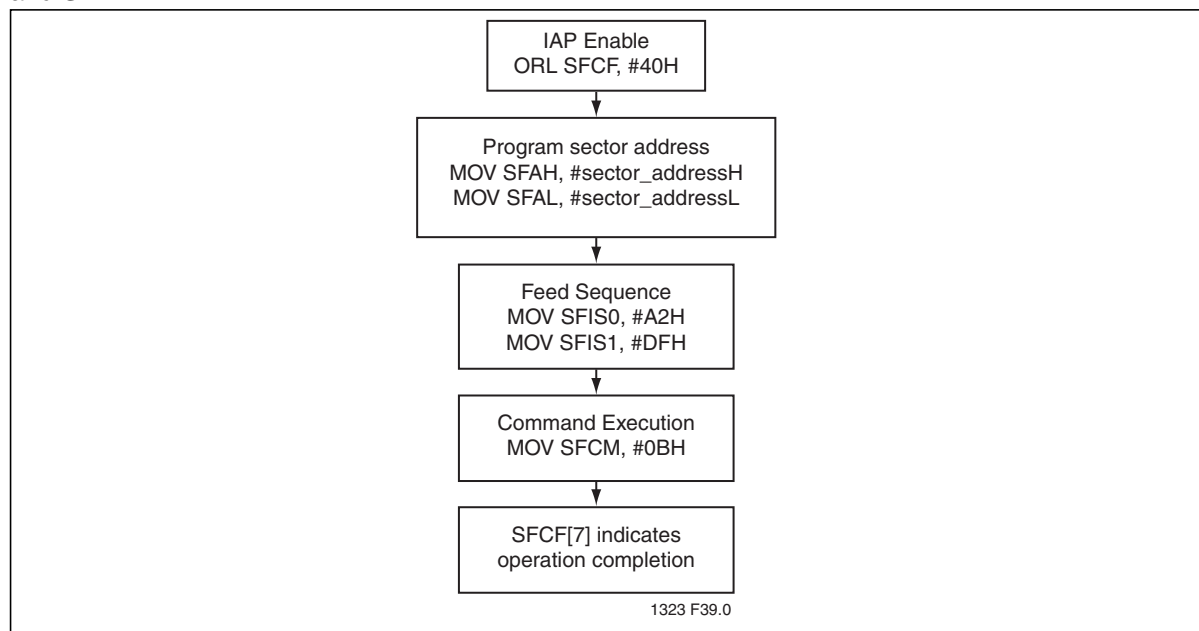 IAP Enable
ORL SFCF, #40H
Program sector address
MOV SFAH, #sector_addressH
MOV SFAL, #sector_addressL
Feed Sequence
MOV SFIS0, #A2H
MOV SFIS1, #DFH
Command Execution
MOV SFCM, #0BH
SFCF[7] indicates
operation completion
1323 F39.0